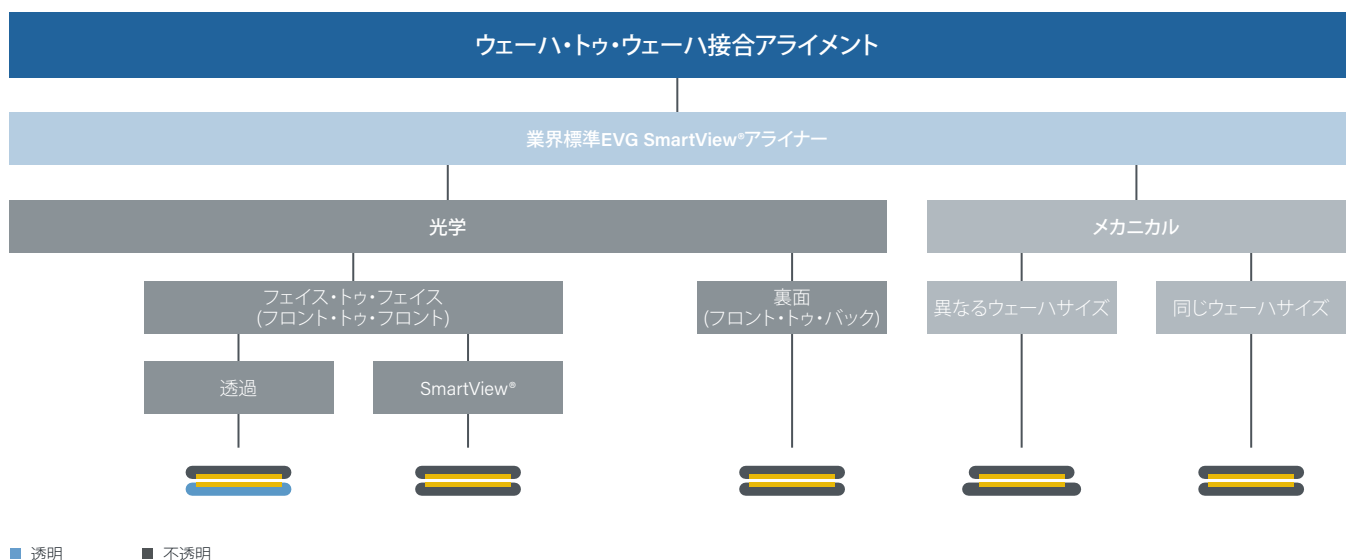 ウェーハ・トゥ・ウェーハ接合アライメント
業界標準EVG SmartView®アライナー
光学
メカニカル
フェイス・トゥ・フェイス
(フロント・トゥ・フロント)
裏面
(フロント・トゥ・バック)
異なるウェーハサイズ
同じウェーハサイズ
透過
SmartView®
透明
不透明